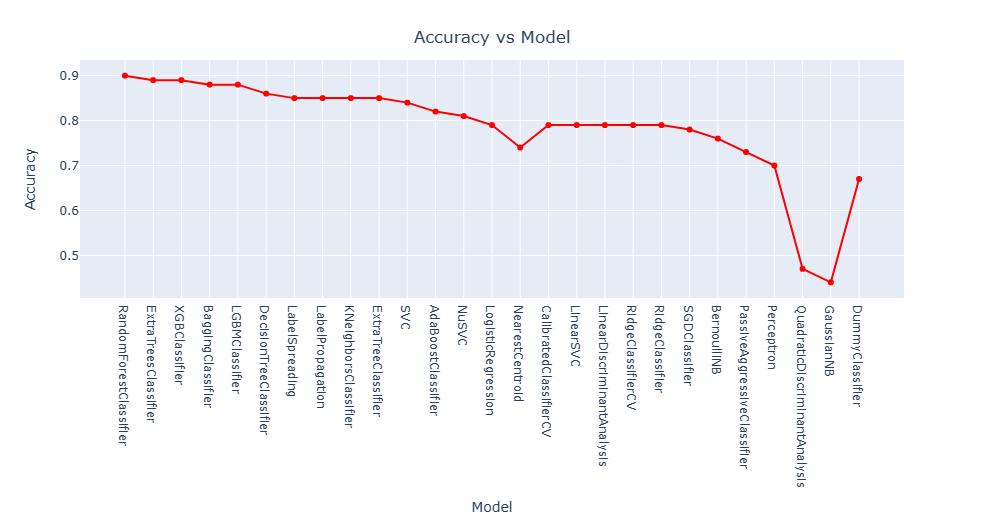 Accuracy vs Model
0.9
0.8
0.7
0.6
0.5
Accuracy
RandomForestClassifier
ExtraTreesClassifier
XGBClassifier
BaggingClassifier
LGBMClassifier
DecisionTreeClassifier
LabelSpreading
LabelPropagation
KNeighborsClassifier
ExtraTreeClassifier
SVC
AdaBoostClassifier
NuSVC
LogisticRegression
NearestCentroid
CalibratedClassifierCV
LinearSVC
LinearDiscriminantAnalysis
RidgeClassifierCV
RidgeClassifier
SGDClassifier
BernoulliNB
PassiveAggressiveClassifier
Perceptron
QuadraticDiscriminantAnalysis
GaussianNB
DummyClassifier
Model